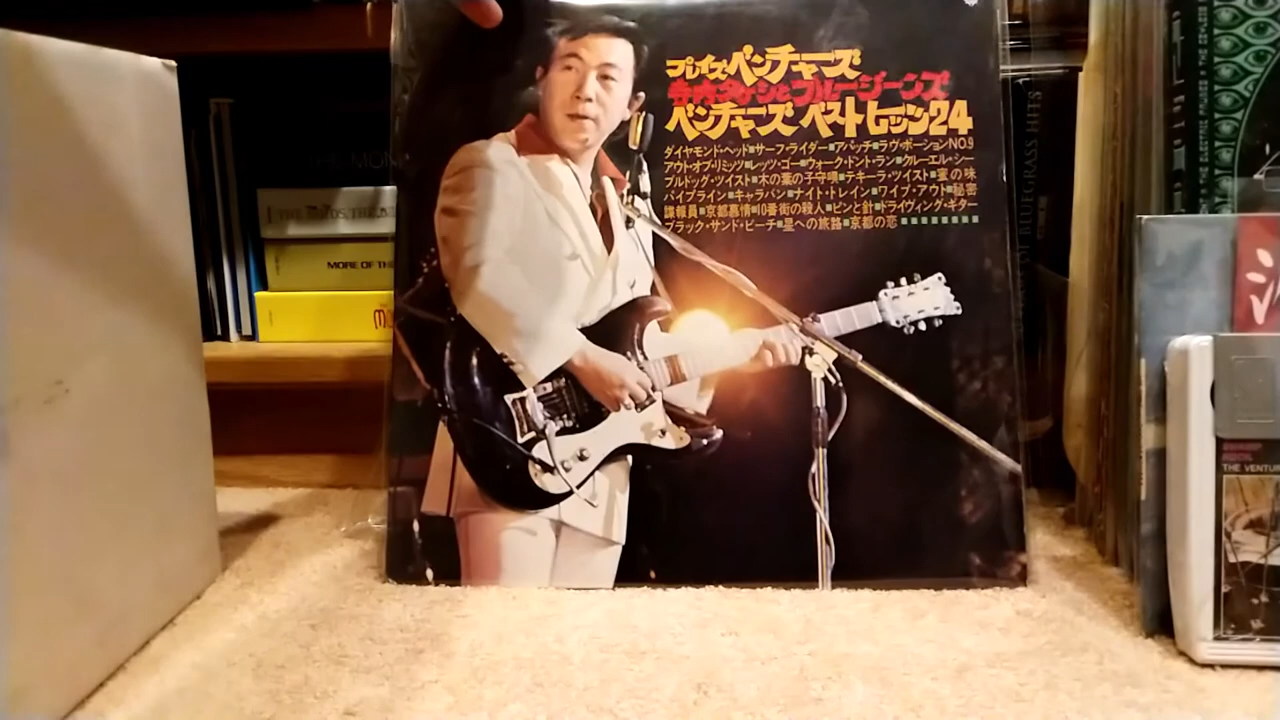 プレイズベンチャーズ
寺内タケシとブルージーンズ
ベンチャーズ ベストヒッツ24
ダイヤモンド・ヘッド■サーフ・ライダー■アパッチ■ラヴ・ポーションNO.9
アウト・オブ・リミッツ■レッツ・ゴー■ウォーク・ドント・ラン■クルーエル・シー
ブルドッグ・ツイスト■木の葉の子守唄■テキーラ・ツイスト■蜜の味
パイプライン■キャラバン■ナイト・トレイン■ワイプ・アウト■秘密
諜報員■京都慕情■10番街の殺人■ピンと針■ドライヴィング・ギター
ブラック・サンド・ビーチ■星への旅路■京都の恋■■■■■■■■■
THE MON
MORE OF TH
BLUEGRASS HITS
THE VENTUR